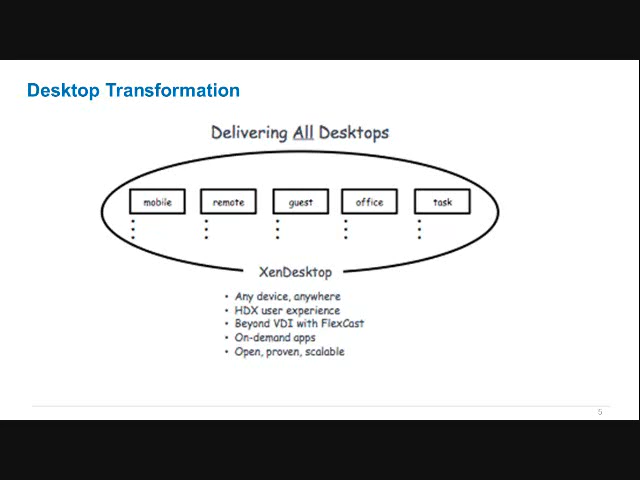 Desktop Transformation
Delivering All Desktops
mobile remote guest office task
XenDesktop
• Any device, anywhere
• HDX user experience
• Beyond VDI with FlexCast
• On-demand apps
• Open, proven, scalable
5